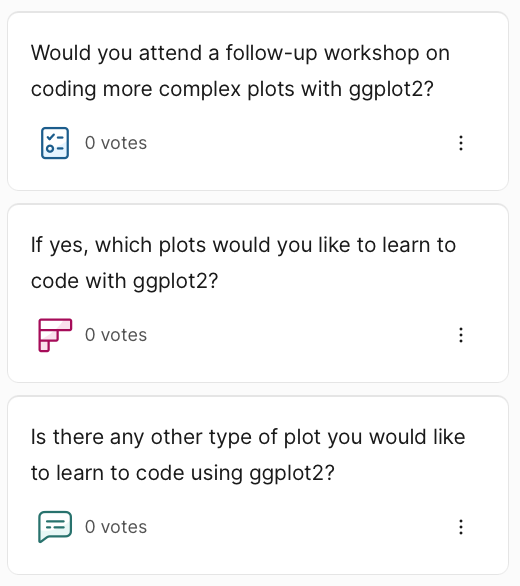 Would you attend a follow-up workshop on
coding more complex plots with ggplot2?
0 votes
If yes, which plots would you like to learn to
code with ggplot2?
0 votes
Is there any other type of plot you would like
to learn to code using ggplot2?
0 votes